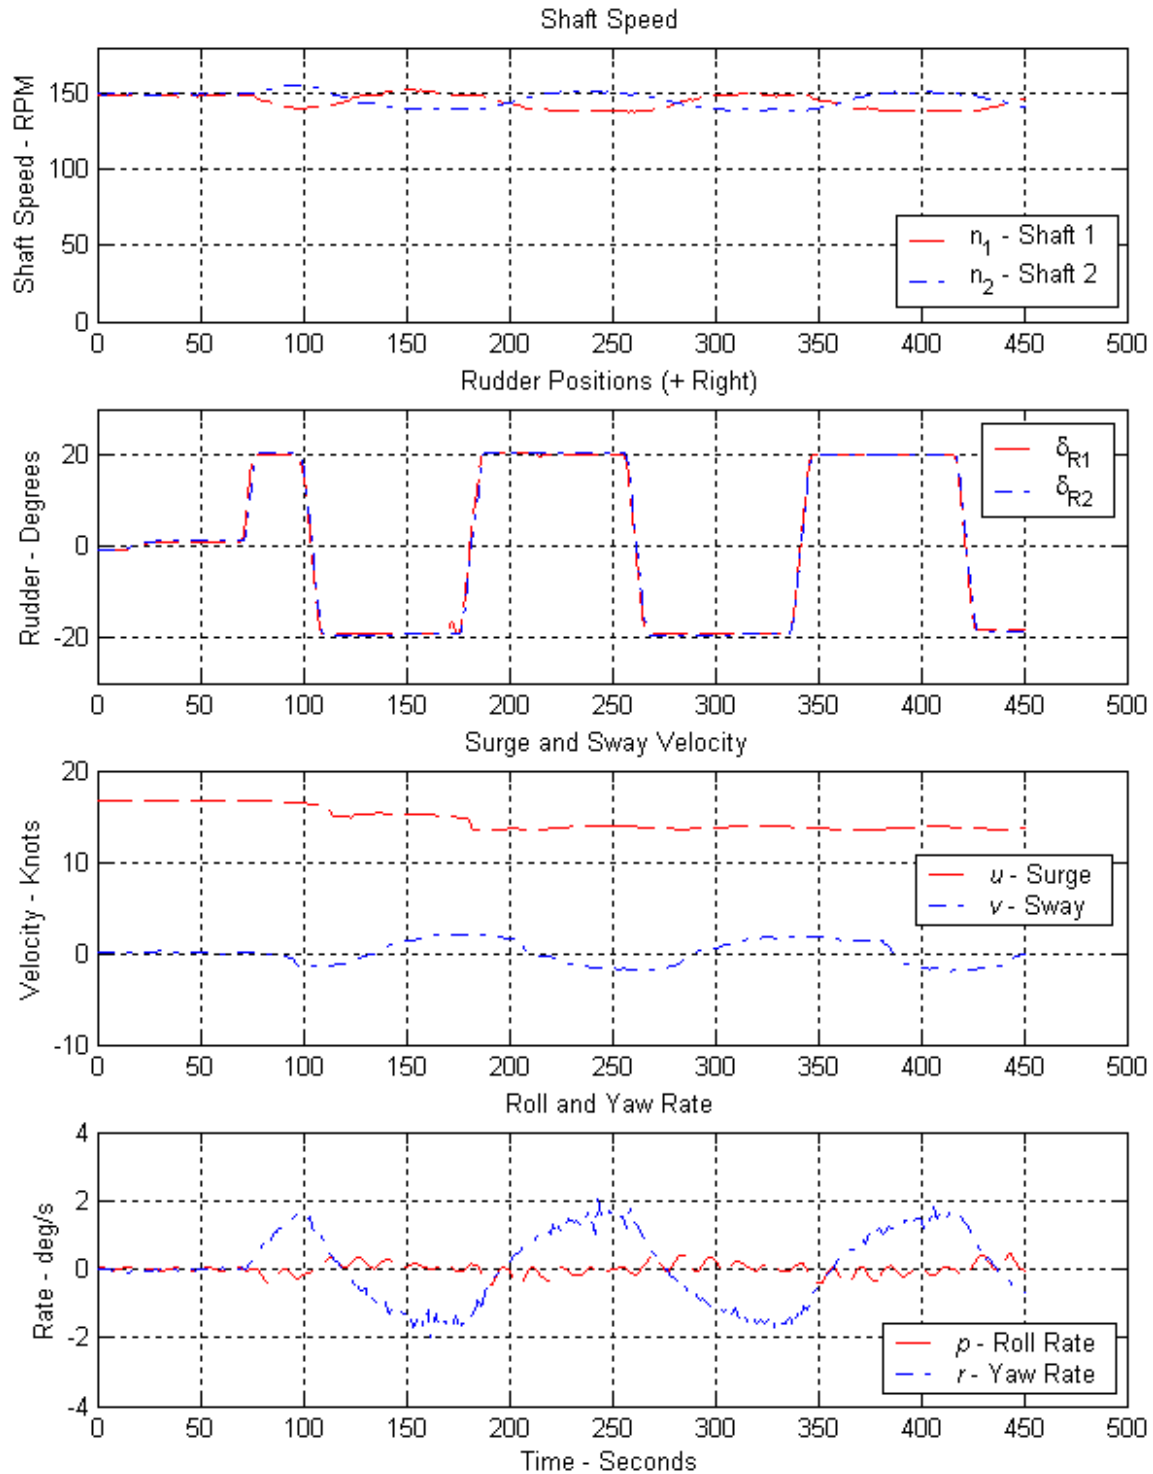 Shaft Speed
Shaft Speed - RPM
150
100
50
0
n1 - Shaft 1
n2 - Shaft 2
0 50 100 150 200 250 300 350 400 450 500
Rudder Positions (+ Right)
Rudder - Degrees
20
0
-20
δR1
δR2
0 50 100 150 200 250 300 350 400 450 500
Surge and Sway Velocity
Velocity - Knots
20
10
0
-10
u - Surge
v - Sway
0 50 100 150 200 250 300 350 400 450 500
Roll and Yaw Rate
Rate - deg/s
4
2
0
-2
-4
p - Roll Rate
r - Yaw Rate
0 50 100 150 200 250 300 350 400 450 500
Time - Seconds